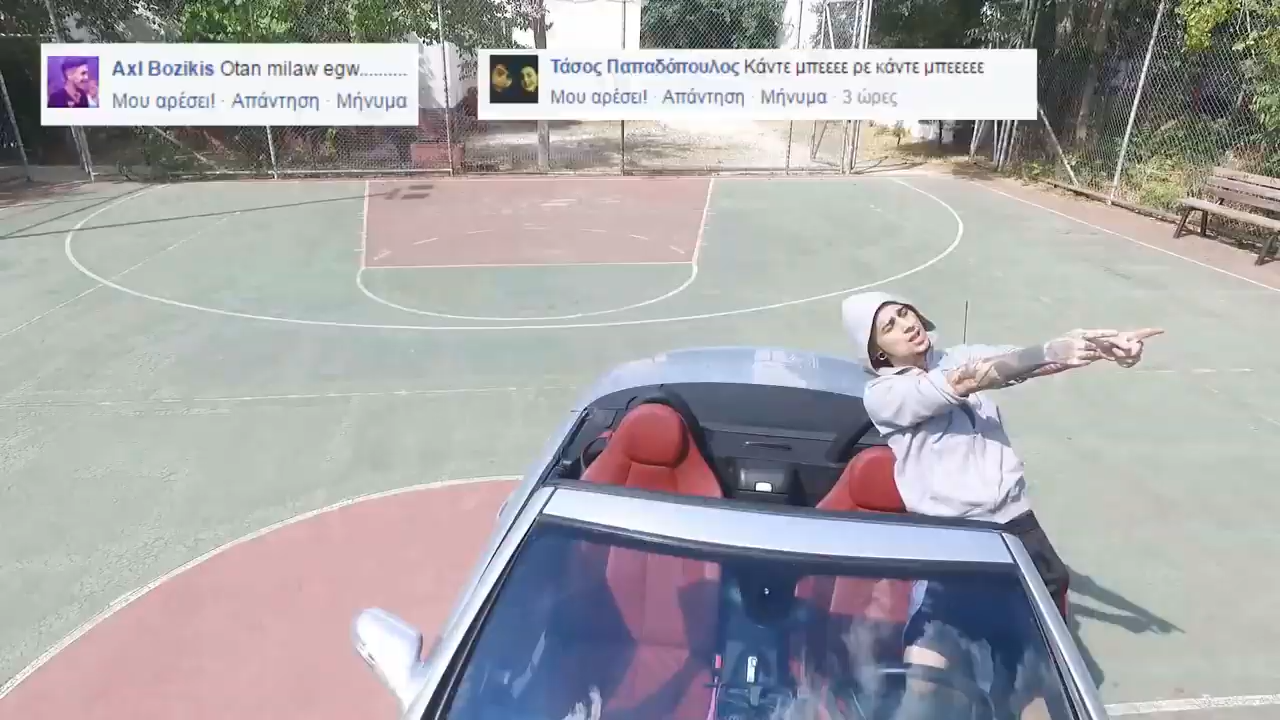 Axl Bozikis Otan milaw egw..........
Μου αρέσει! · Απάντηση · Μήνυμα
Τάσος Παπαδόπουλος Κάντε μπεεεε ρε κάντε μπεεεεε
Μου αρέσει! · Απάντηση · Μήνυμα · 3 ώρες